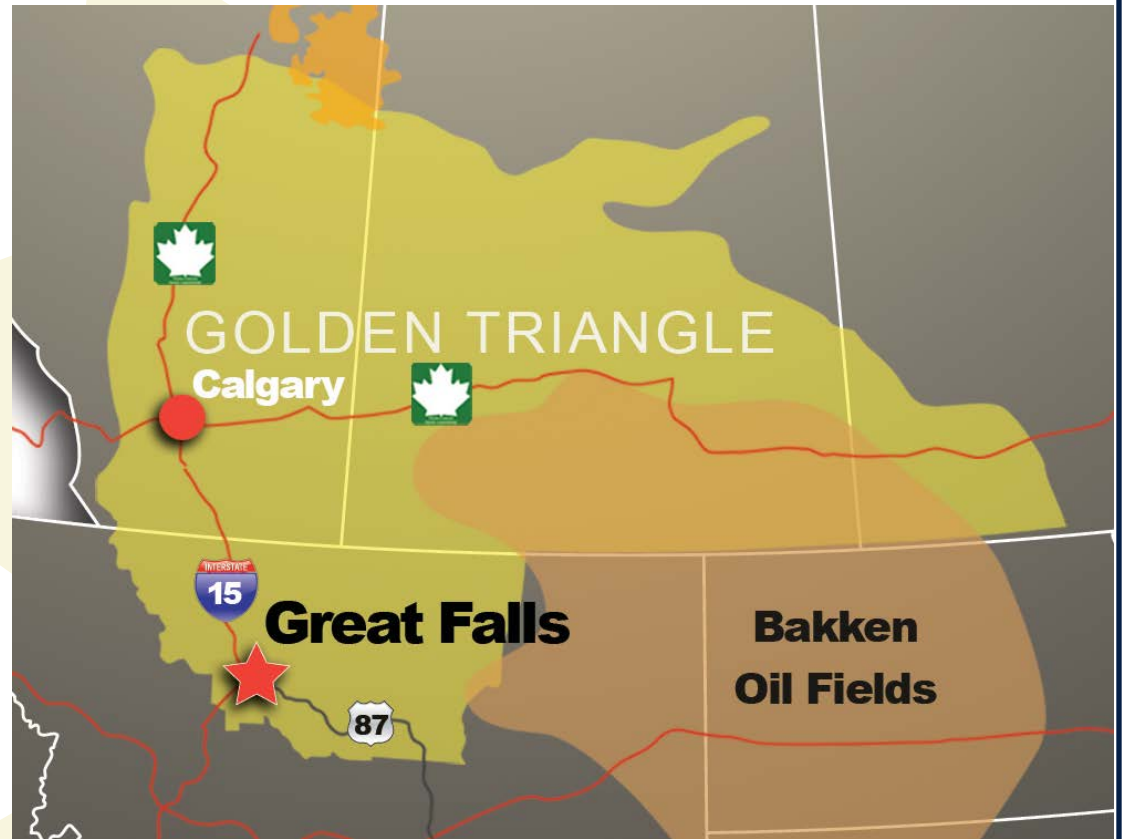 GOLDEN TRIANGLE
Calgary
INTERSTATE
15
Great Falls
87
Bakken
Oil Fields